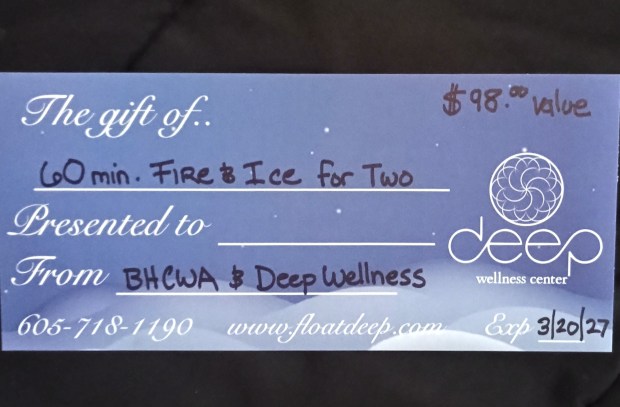 The gift of..
$98.00 value
60 min. Fire & Ice for Two
Presented to
deep
wellness center
From BHCWA & Deep Wellness
605-718-1190 www.floatdeep.com Exp 3/20/27